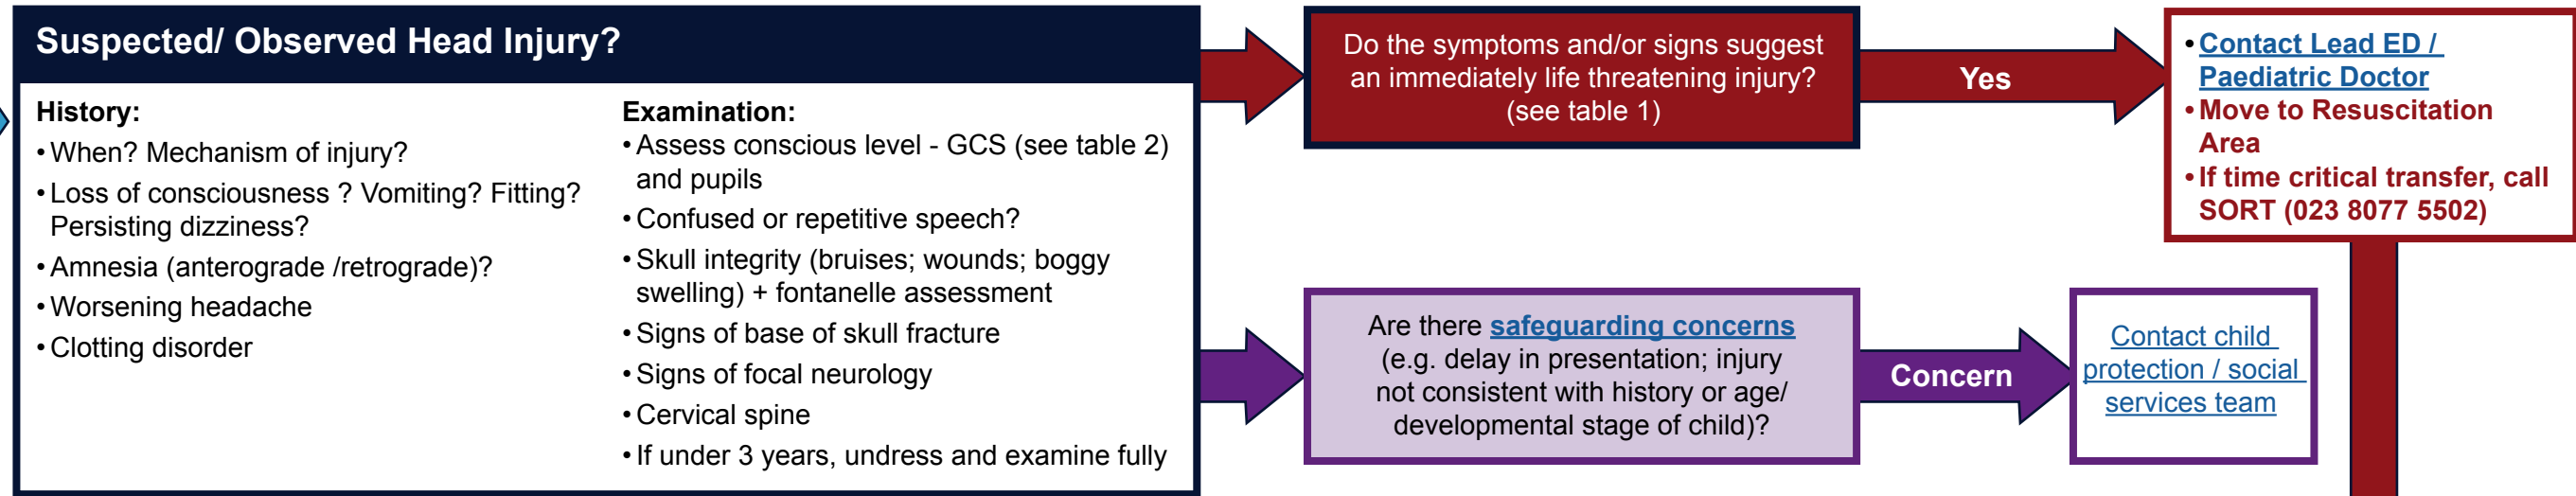 Suspected/ Observed Head Injury?
History:
• When? Mechanism of injury?
• Loss of consciousness ? Vomiting? Fitting?
Persisting dizziness?
• Amnesia (anterograde /retrograde)?
• Worsening headache
• Clotting disorder
Examination:
• Assess conscious level - GCS (see table 2)
and pupils
• Confused or repetitive speech?
• Skull integrity (bruises; wounds; boggy
swelling) + fontanelle assessment
• Signs of base of skull fracture
• Signs of focal neurology
• Cervical spine
• If under 3 years, undress and examine fully
Do the symptoms and/or signs suggest
an immediately life threatening injury?
(see table 1)
Yes
• Contact Lead ED /
Paediatric Doctor
• Move to Resuscitation
Area
• If time critical transfer, call
SORT (023 8077 5502)
Are there safeguarding concerns
(e.g. delay in presentation; injury
not consistent with history or age/
developmental stage of child)?
Concern
Contact child
protection / social
services team